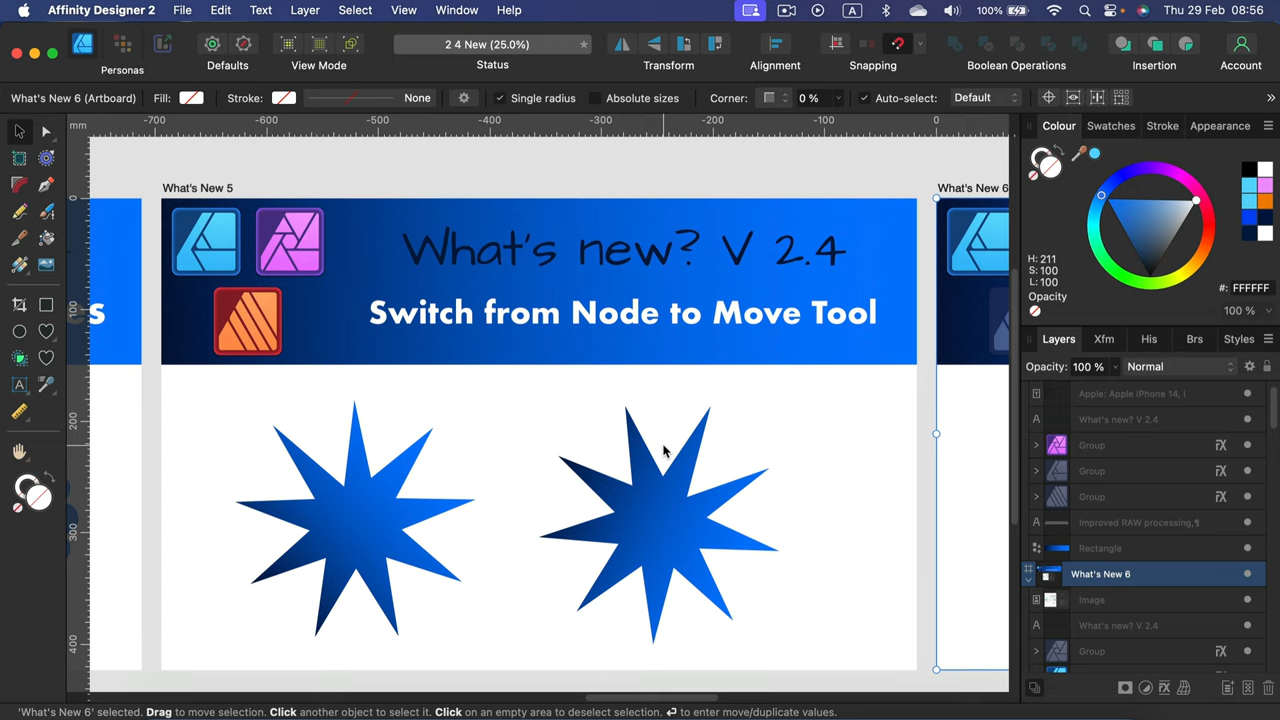 Affinity Designer 2 File Edit Text Layer Select View Window Help 100% Thu 29 Feb 08:56
2 4 New (25.0%) *
Personas Defaults View Mode Status Transform Alignment Snapping Boolean Operations Insertion Account
What's New 6 (Artboard) Fill: Stroke: None Single radius Absolute sizes Corner: 0 % Auto-select: Default
mm -700 -600 -500 -400 -300 -200 -100 0
Colour Swatches Stroke Appearance
What's New 5
What's New 6
What's new? V 2.4
Switch from Node to Move Tool
s
0
100
200
300
400
H: 211
S: 100
L: 100
#: FFFFFF
Opacity
100 %
Layers Xfm His Brs Styles
Opacity: 100 % Normal
Apple: Apple iPhone 14, i
What's new? V 2.4
Group
Group
Group
Improved RAW processing,¶
Rectangle
What's New 6
Image
What's new? V 2.4
Group
'What's New 6' selected. Drag to move selection. Click another object to select it. Click on an empty area to deselect selection. ↵ to enter move/duplicate values.